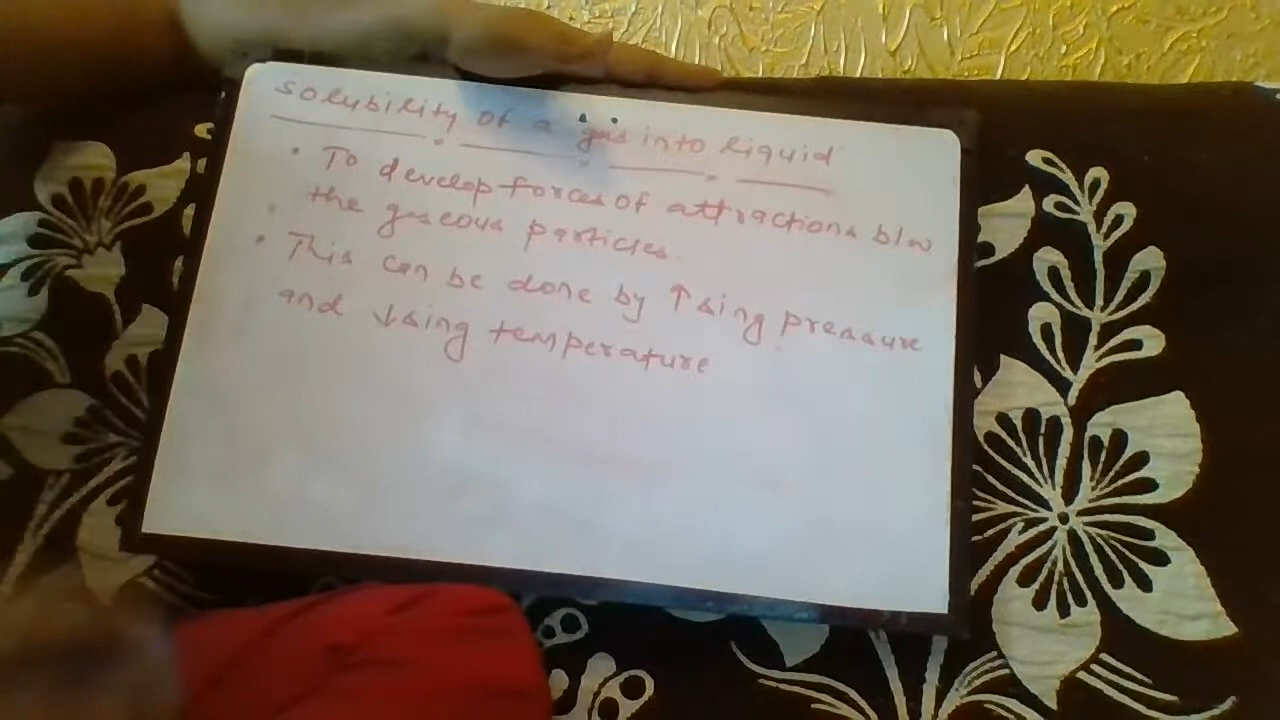 Solubility of a gas into liquid
• To develop forces of attractions b/w
the gaseous particles.
• This can be done by ↑sing pressure
and ↓sing temperature